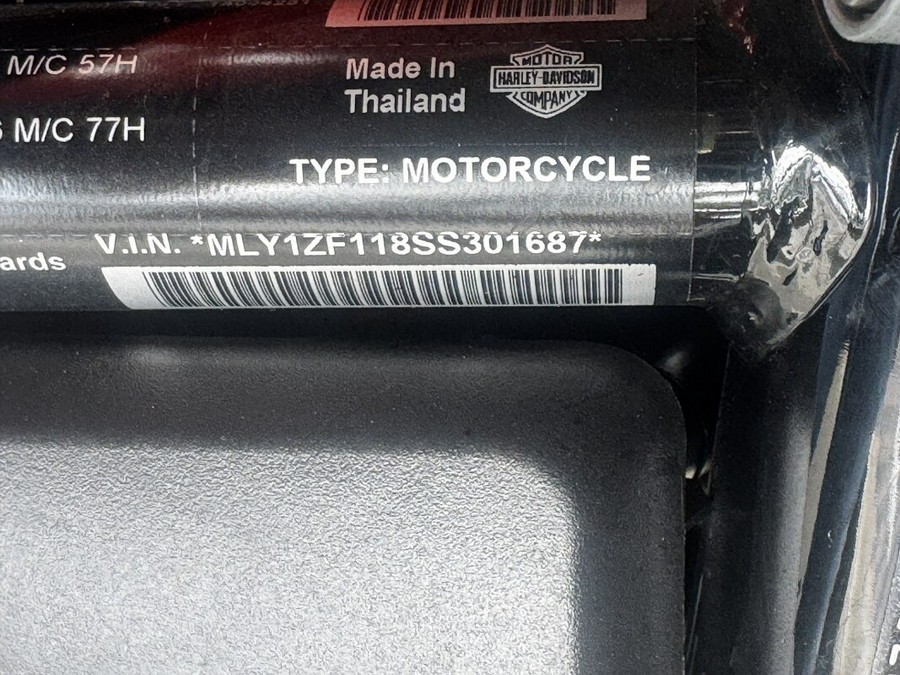 M/C 57H
Made In
Thailand
MOTOR
HARLEY-DAVIDSON
COMPANY
M/C 77H
TYPE: MOTORCYCLE
ards
V.I.N. *MLY1ZF118SS301687*